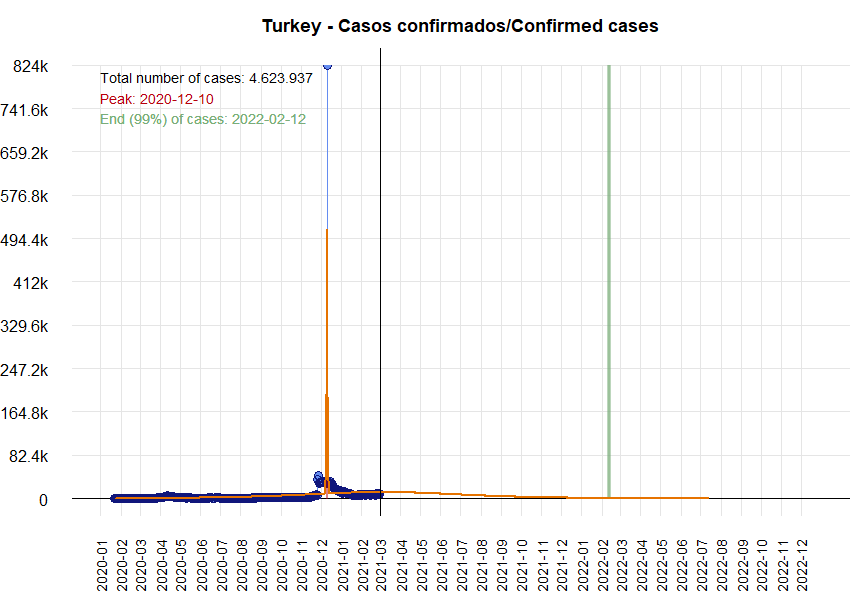 Turkey - Casos confirmados/Confirmed cases
824k
741.6k
659.2k
576.8k
494.4k
412k
329.6k
247.2k
164.8k
82.4k
0
Total number of cases: 4.623.937
Peak: 2020-12-10
End (99%) of cases: 2022-02-12
2020-01
2020-02
2020-03
2020-04
2020-05
2020-06
2020-07
2020-08
2020-09
2020-10
2020-11
2020-12
2021-01
2021-02
2021-03
2021-04
2021-05
2021-06
2021-07
2021-08
2021-09
2021-10
2021-11
2021-12
2022-01
2022-02
2022-03
2022-04
2022-05
2022-06
2022-07
2022-08
2022-09
2022-10
2022-11
2022-12